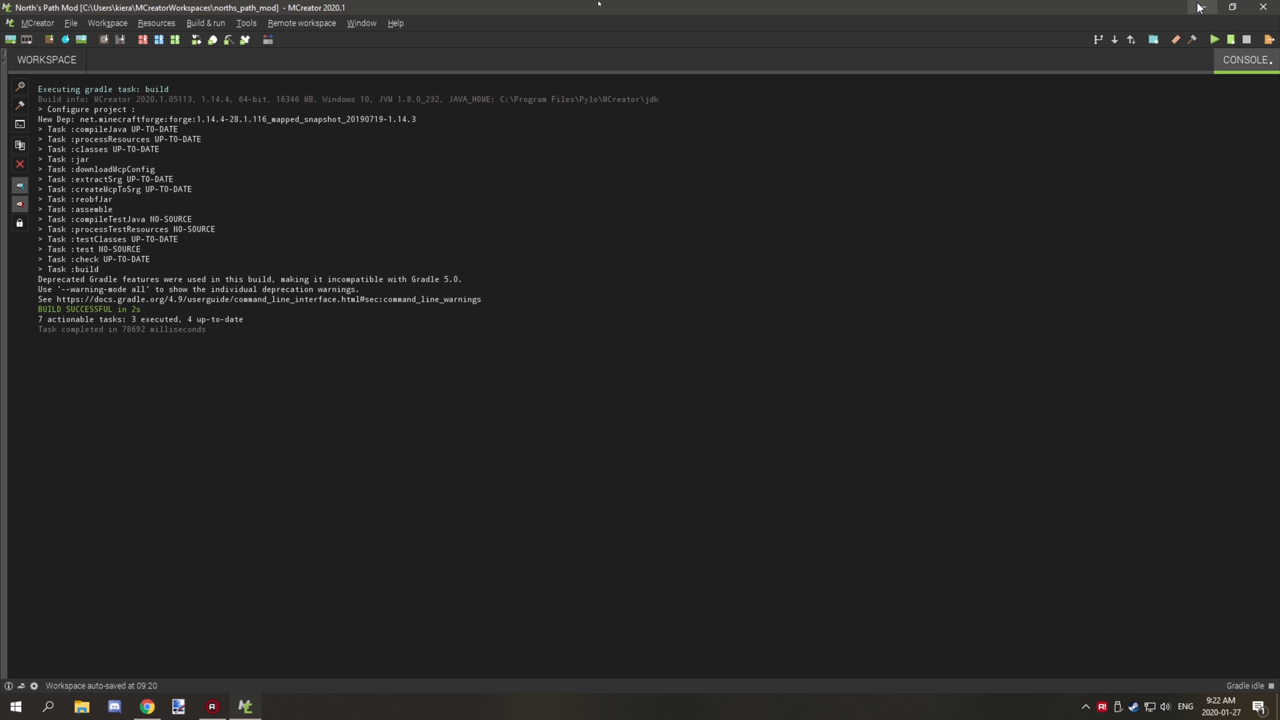 North's Path Mod [C:\Users\kiera\MCreatorWorkspaces\norths_path_mod] - MCreator 2020.1
MCreator File Workspace Resources Build & run Tools Remote workspace Window Help
WORKSPACE CONSOLE
Executing gradle task: build
Build info: MCreator 2020.1.05113, 1.14.4, 64-bit, 16346 MB, Windows 10, JVM 1.8.0_232, JAVA_HOME: C:\Program Files\Pylo\MCreator\jdk
> Configure project :
New Dep: net.minecraftforge:forge:1.14.4-28.1.116_mapped_snapshot_20190719-1.14.3
> Task :compileJava UP-TO-DATE
> Task :processResources UP-TO-DATE
> Task :classes UP-TO-DATE
> Task :jar
> Task :downloadMcpConfig
> Task :extractSrg UP-TO-DATE
> Task :createMcpToSrg UP-TO-DATE
> Task :reobfJar
> Task :assemble
> Task :compileTestJava NO-SOURCE
> Task :processTestResources NO-SOURCE
> Task :testClasses UP-TO-DATE
> Task :test NO-SOURCE
> Task :check UP-TO-DATE
> Task :build
Deprecated Gradle features were used in this build, making it incompatible with Gradle 5.0.
Use '--warning-mode all' to show the individual deprecation warnings.
See https://docs.gradle.org/4.9/userguide/command_line_interface.html#sec:command_line_warnings
BUILD SUCCESSFUL in 2s
7 actionable tasks: 3 executed, 4 up-to-date
Task completed in 78692 milliseconds
Workspace auto-saved at 09:20 Gradle idle
ENG 9:22 AM
2020-01-27